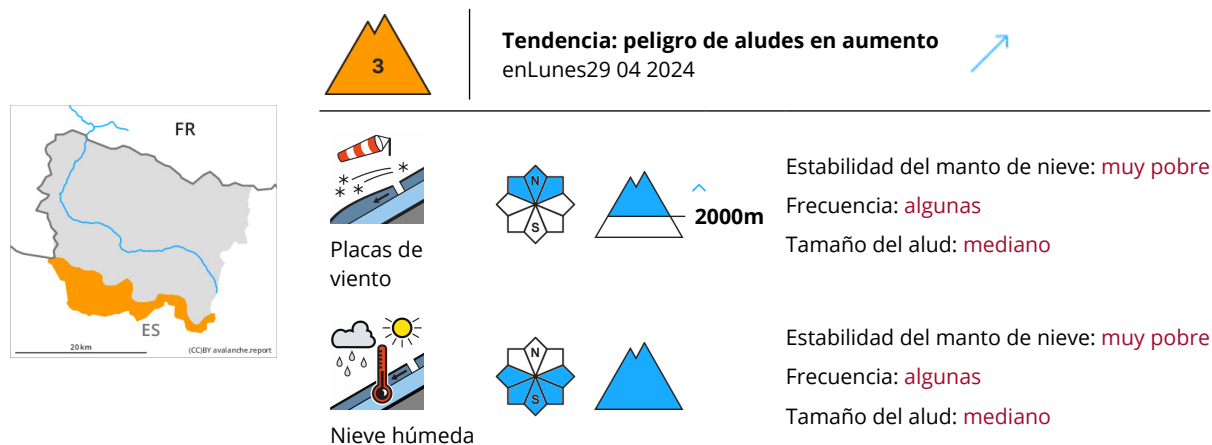 3
Tendencia: peligro de aludes en aumento
enLunes29 04 2024
FR
ES
20 km
(CC)BY avalanche.report
N
S
2000m
Placas de
viento
Estabilidad del manto de nieve: muy pobre
Frecuencia: algunas
Tamaño del alud: mediano
N
S
Nieve húmeda
Estabilidad del manto de nieve: muy pobre
Frecuencia: algunas
Tamaño del alud: mediano